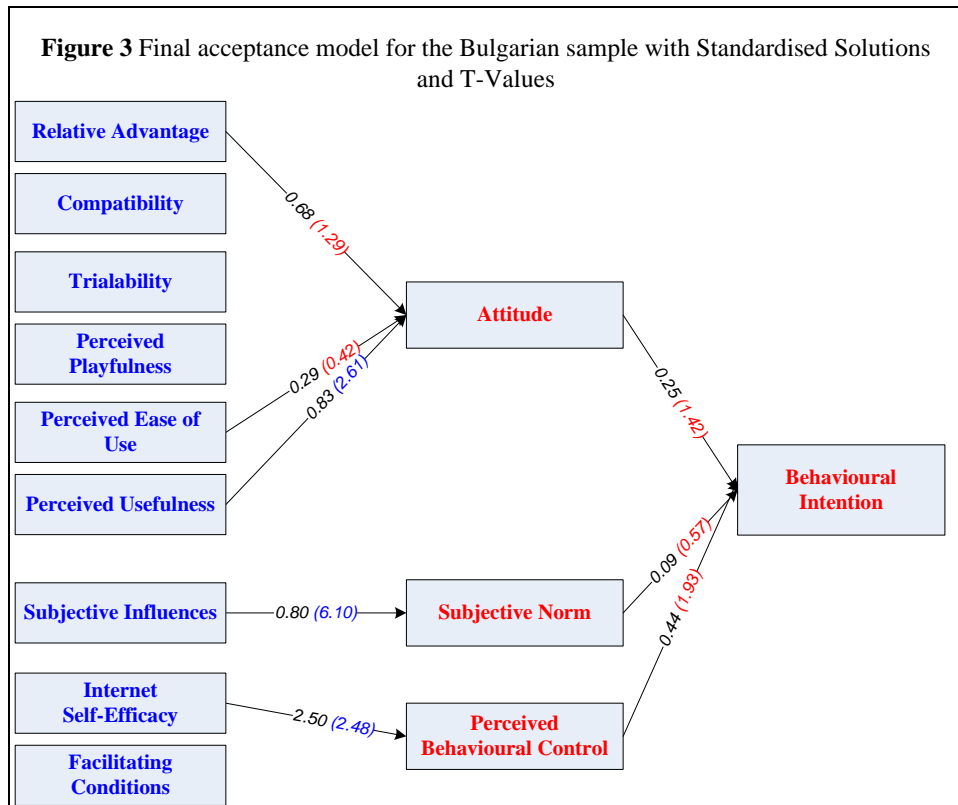 Figure 3 Final acceptance model for the Bulgarian sample with Standardised Solutions
and T-Values
Relative Advantage
Compatibility
Trialability
Perceived
Playfulness
Perceived Ease of
Use
Perceived Usefulness
Subjective Influences
Internet
Self-Efficacy
Facilitating
Conditions
0.68 (1.29)
0.29 (0.42)
0.83 (2.61)
0.80 (6.10)
2.50 (2.48)
Attitude
Subjective Norm
Perceived
Behavioural Control
0.25 (1.42)
0.09 (0.57)
0.44 (1.93)
Behavioural
Intention